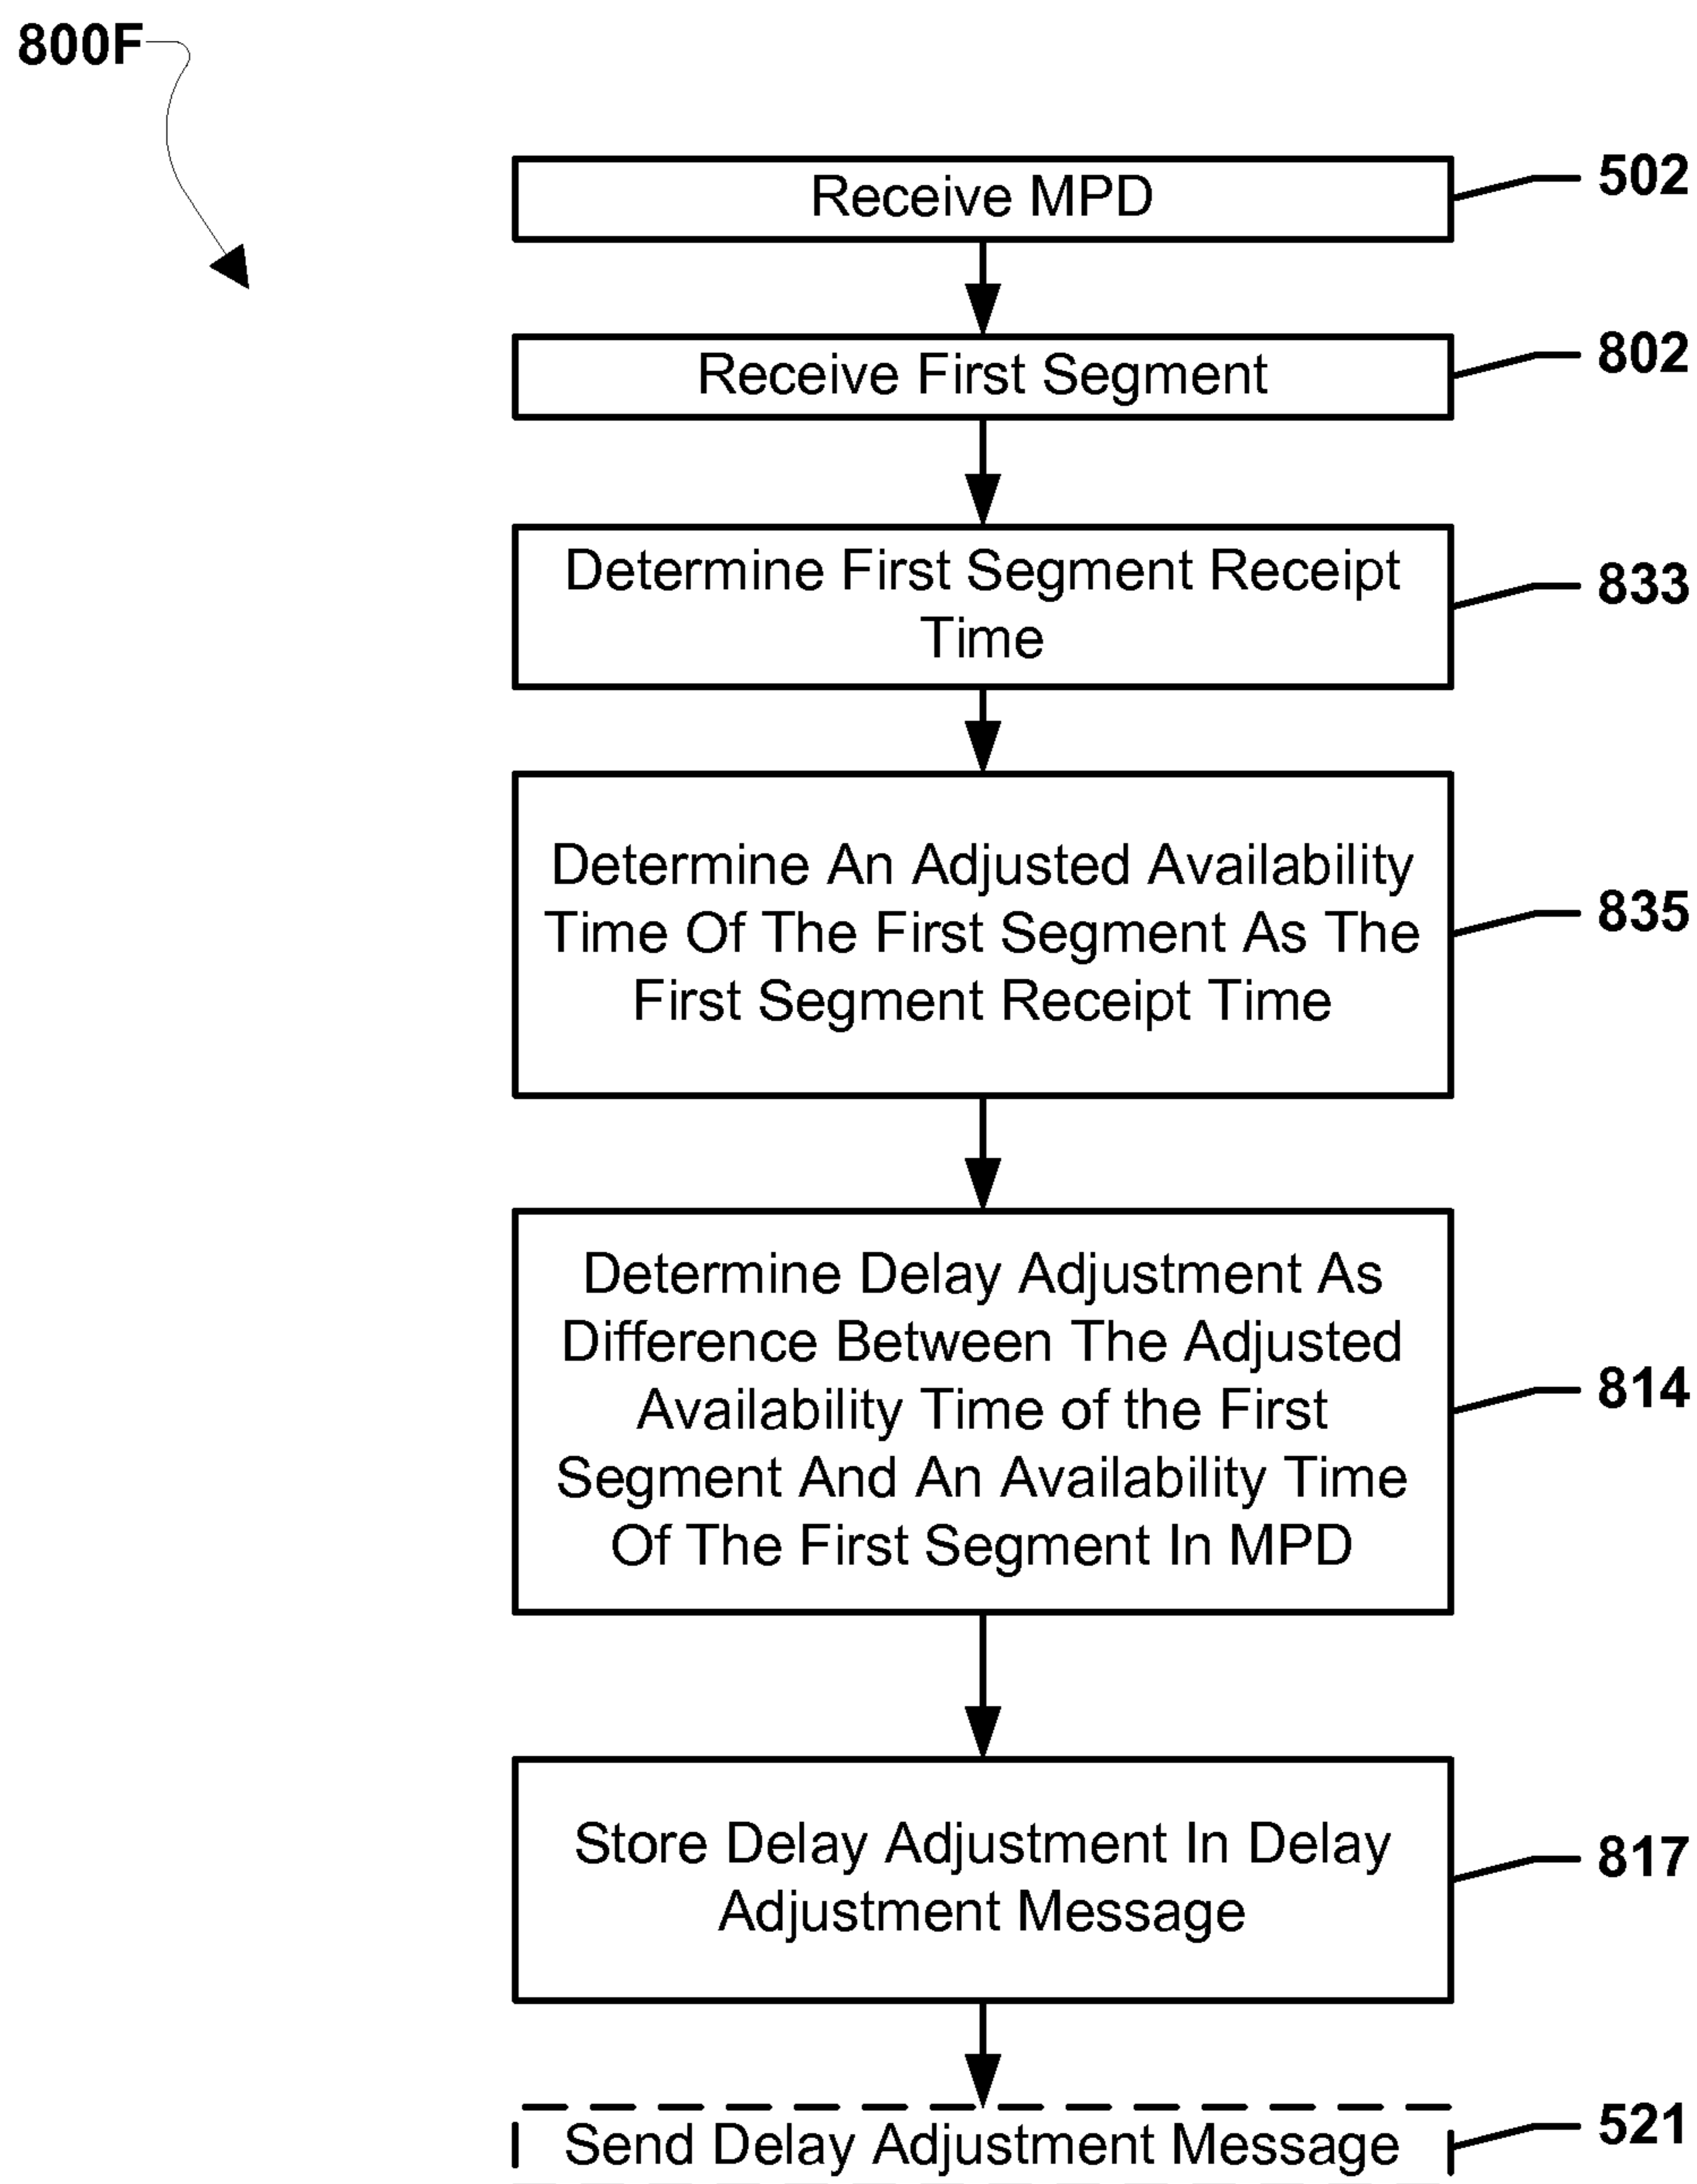 800F
Receive MPD
502
Receive First Segment
802
Determine First Segment Receipt
Time
833
Determine An Adjusted Availability
Time Of The First Segment As The
First Segment Receipt Time
835
Determine Delay Adjustment As
Difference Between The Adjusted
Availability Time of the First
Segment And An Availability Time
Of The First Segment In MPD
814
Store Delay Adjustment In Delay
Adjustment Message
817
Send Delay Adjustment Message
521